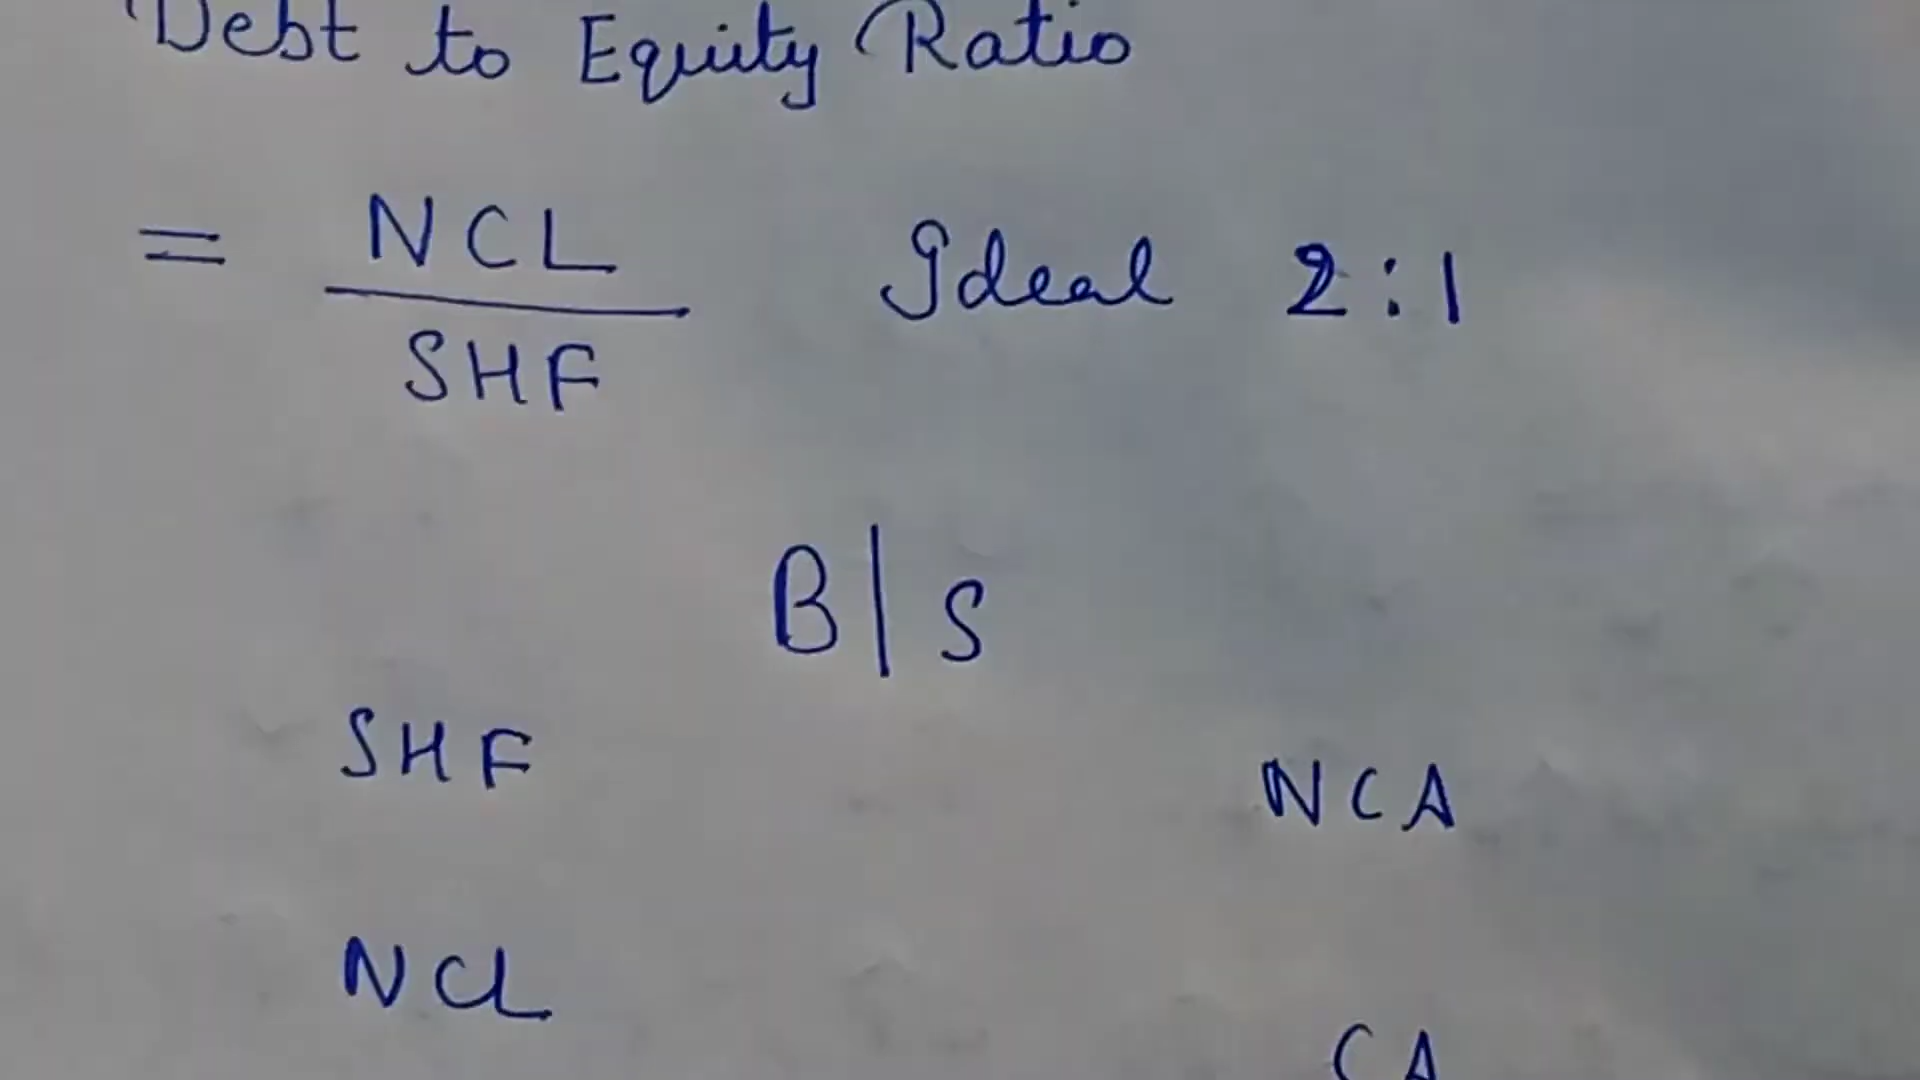 Debt to Equity Ratio
= NCL / SHF Ideal 2:1
B|S
SHF NCA
NCL
CA